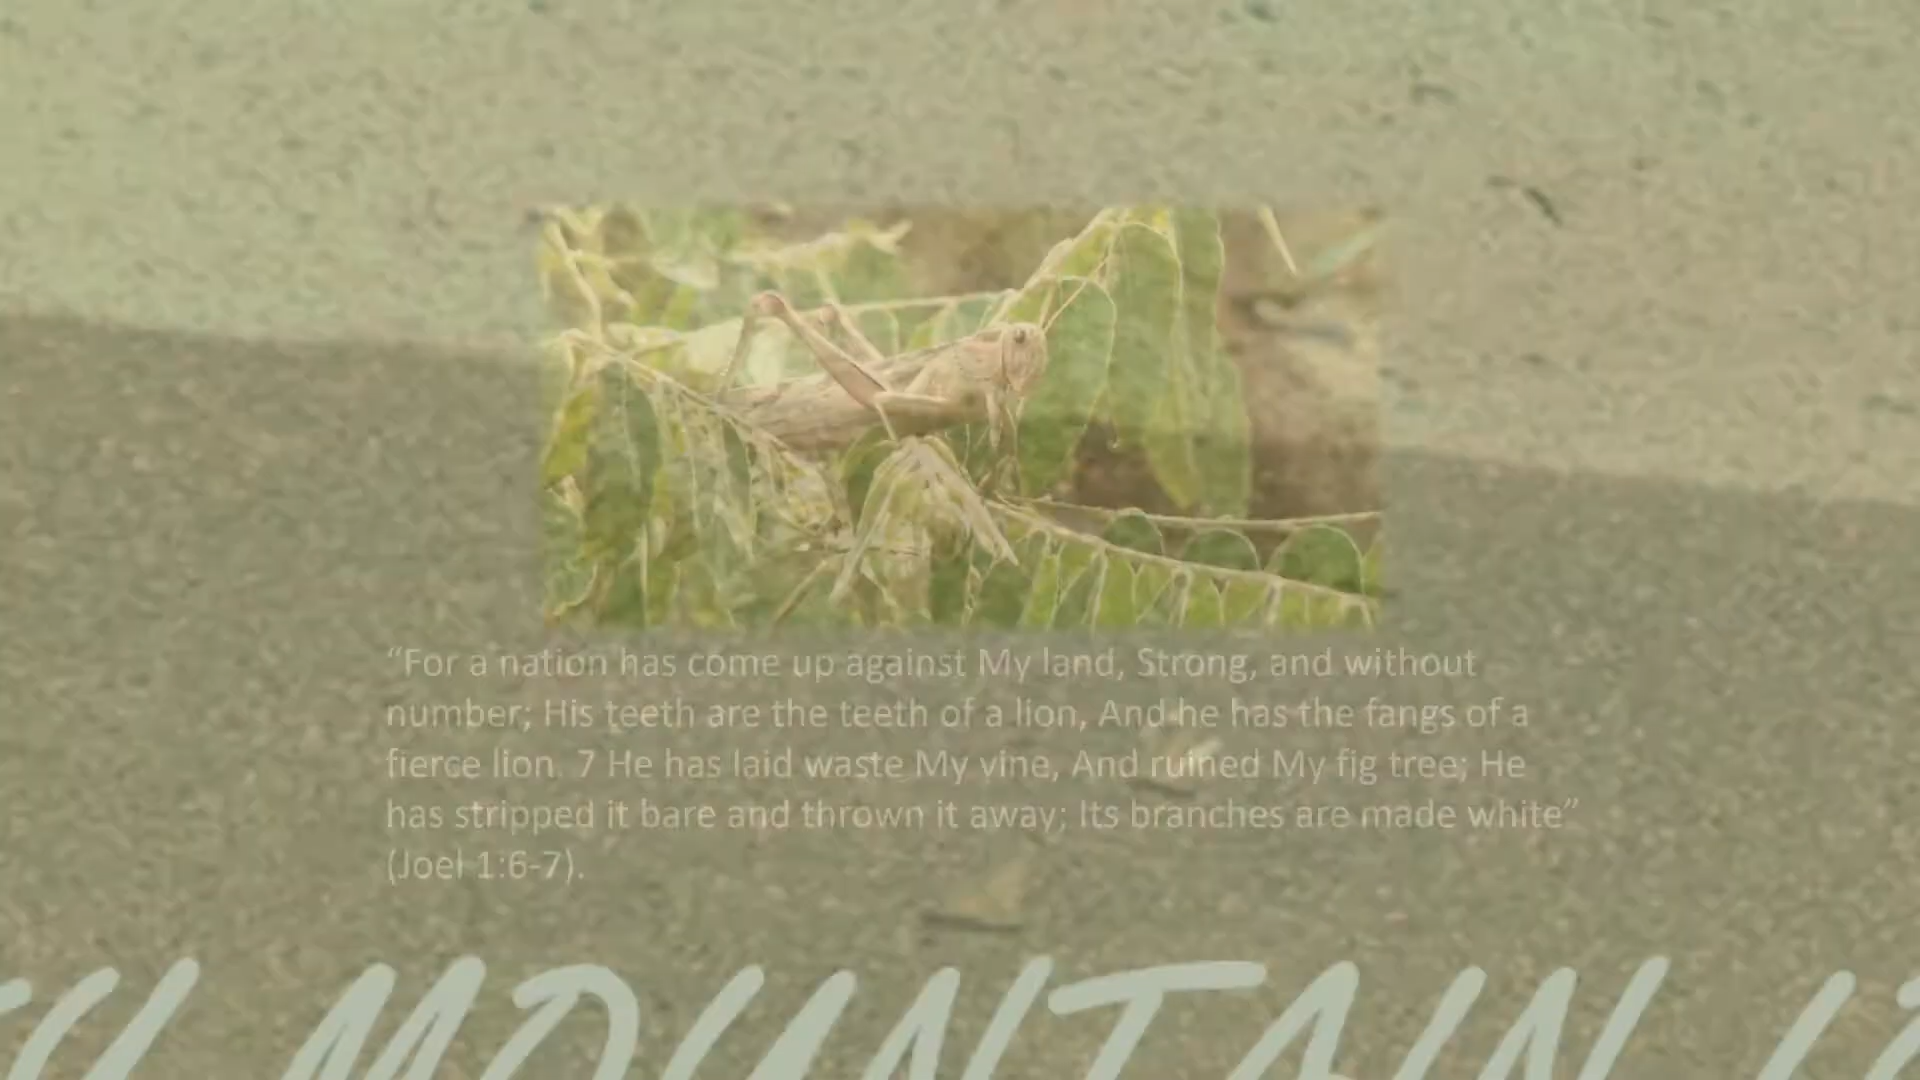 “For a nation has come up against My land, Strong, and without
number; His teeth are the teeth of a lion, And he has the fangs of a
fierce lion. 7 He has laid waste My vine, And ruined My fig tree; He
has stripped it bare and thrown it away; Its branches are made white”
(Joel 1:6-7).
MOUNTAIN